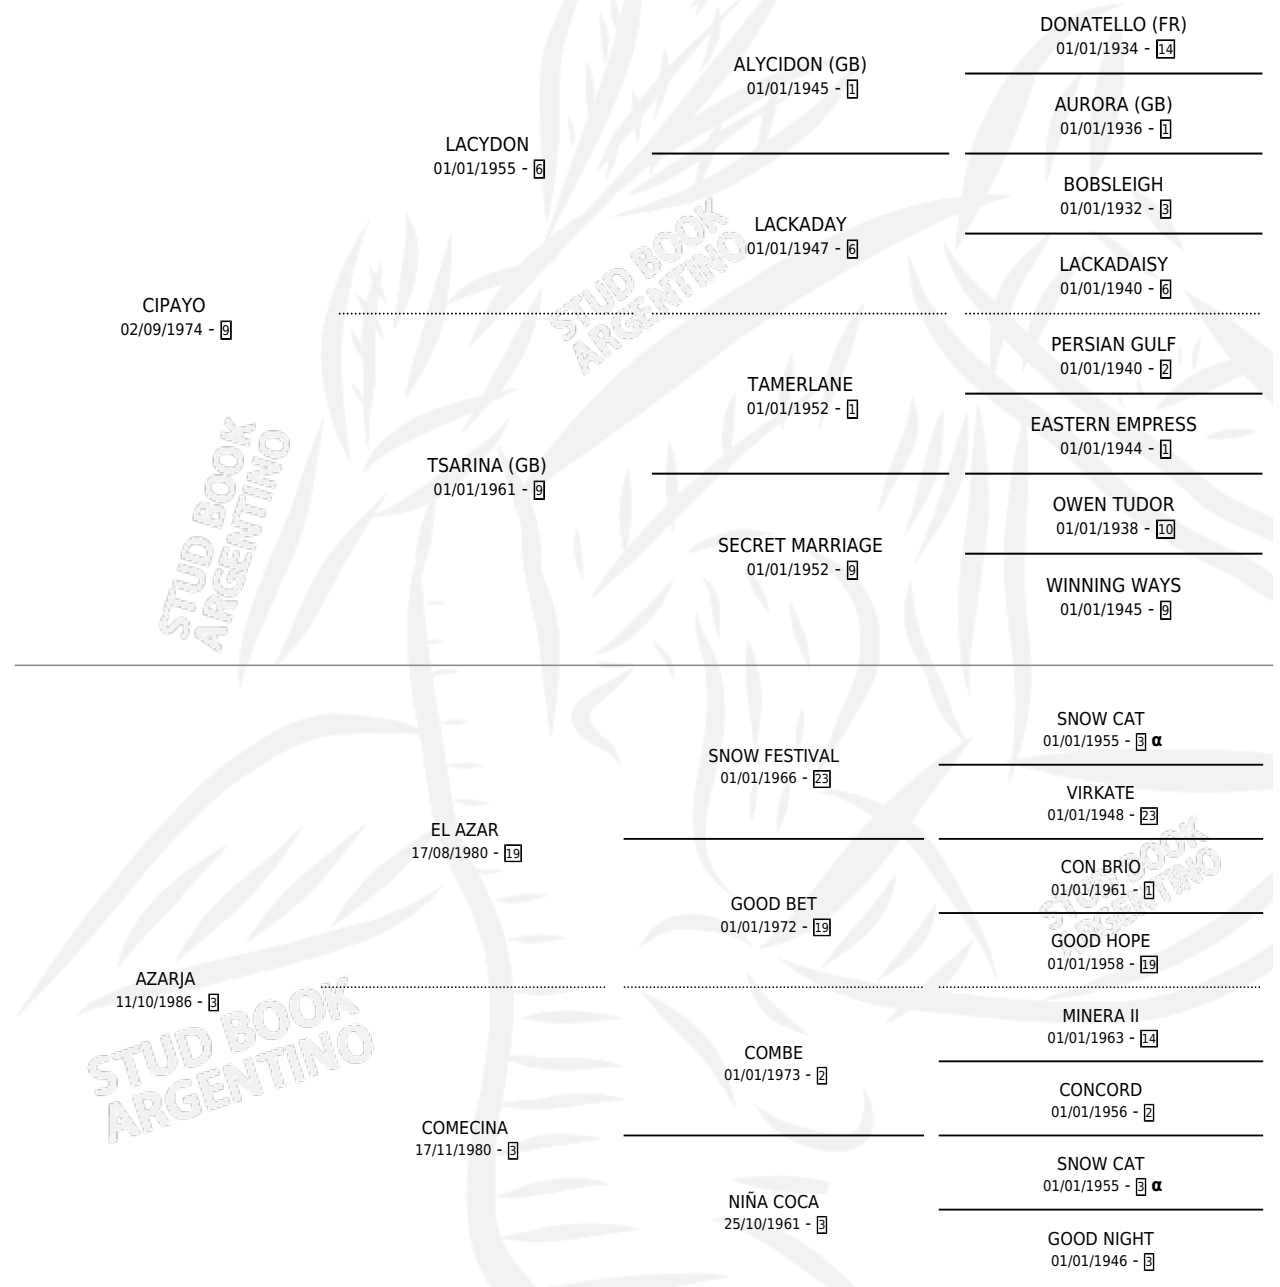 DONATELLO (FR)
01/01/1934 - 14
ALYCIDON (GB)
01/01/1945 - 1
AURORA (GB)
01/01/1936 - 1
LACYDON
01/01/1955 - 6
BOBSLEIGH
01/01/1932 - 3
LACKADAY
01/01/1947 - 6
LACKADAISY
01/01/1940 - 6
CIPAYO
02/09/1974 - 9
PERSIAN GULF
01/01/1940 - 2
TAMERLANE
01/01/1952 - 1
EASTERN EMPRESS
01/01/1944 - 1
TSARINA (GB)
01/01/1961 - 9
OWEN TUDOR
01/01/1938 - 10
SECRET MARRIAGE
01/01/1952 - 9
WINNING WAYS
01/01/1945 - 9
SNOW CAT
01/01/1955 - 3 α
SNOW FESTIVAL
01/01/1966 - 23
VIRKATE
01/01/1948 - 23
EL AZAR
17/08/1980 - 19
CON BRIO
01/01/1961 - 1
GOOD BET
01/01/1972 - 19
GOOD HOPE
01/01/1958 - 19
AZARJA
11/10/1986 - 3
MINERA II
01/01/1963 - 14
COMBE
01/01/1973 - 2
CONCORD
01/01/1956 - 2
COMECINA
17/11/1980 - 3
SNOW CAT
01/01/1955 - 3 α
NIÑA COCA
25/10/1961 - 3
GOOD NIGHT
01/01/1946 - 3
STUD BOOK
ARGENTINO
STUD BOOK
ARGENTINO
STUD BOOK
ARGENTINO
STUD BOOK
ARGENTINO